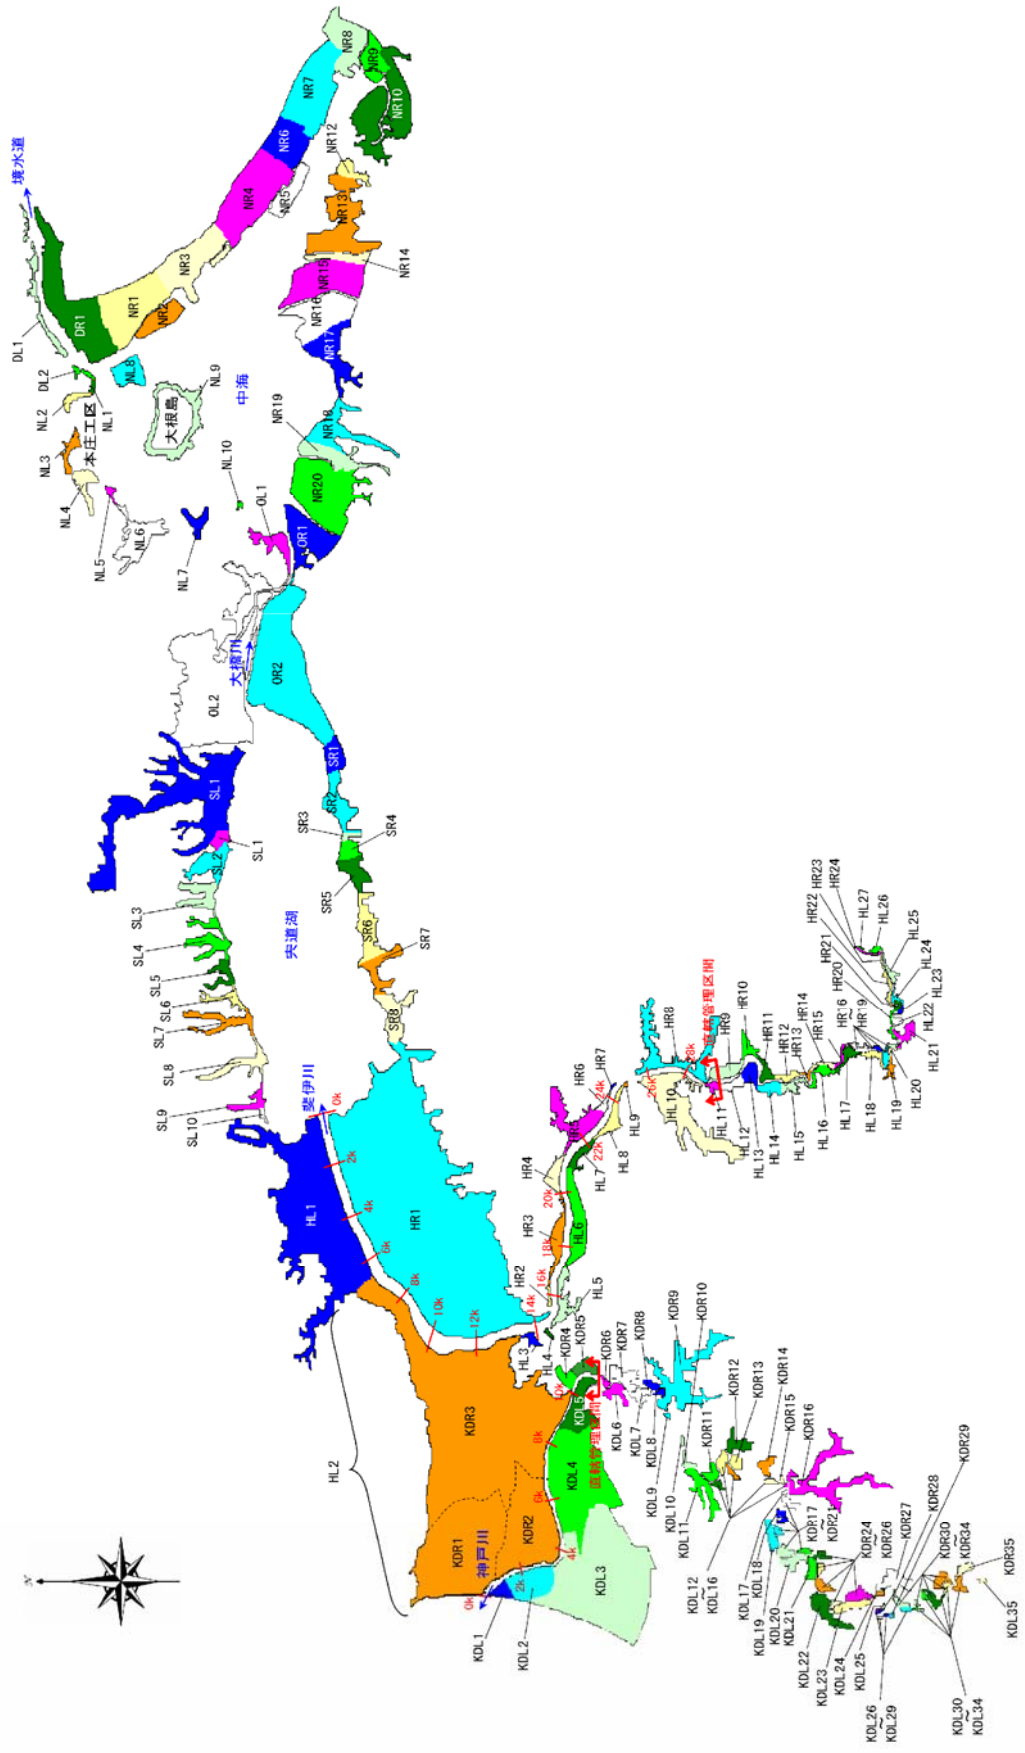 境水道
DL1
DR1
NR1
NR2
NR3
NR4
NR5
NR6
NR7
NR8
NR9
NR10
NR12
NR13
NR14
NR15
NR16
NR17
NR18
NR19
NR20
DL2
NL1
NL2
NL3
NL4
NL5
NL6
NL7
NL8
NL9
NL10
本庄工区
大根島
中海
OL1
OR1
大橋川
OL2
OR2
SL1
SL1
SL2
SL3
SL4
SL5
SL6
SL7
SL8
SL9
SL10
宍道湖
SR1
SR2
SR3
SR4
SR5
SR6
SR7
SR8
斐伊川
0k
2k
4k
6k
8k
10k
12k
14k
16k
18k
20k
22k
24k
26k
28k
直轄管理区間
HL1
HL2
HR1
HR2
HR3
HR4
HR5
HR6
HR7
HR8
HR9
HR10
HR11
HR12
HR13
HR14
HR15
HR16
~
HR19
HR20
HR21
HR22
HR23
HR24
HL3
HL4
HL5
HL6
HL7
HL8
HL9
HL10
HL11
HL12
HL13
HL14
HL15
HL16
HL17
HL18
HL19
HL20
HL21
HL22
HL23
HL24
HL25
HL26
HL27
神戸川
0k
2k
4k
6k
8k
10k
直轄管理区間
KDR1
KDR2
KDR3
KDR4
KDR5
KDR6
KDR7
KDR8
KDR9
KDR10
KDR11
KDR12
KDR13
KDR14
KDR15
KDR16
KDR17
~
KDR21
KDR24
~
KDR26
KDR27
KDR28
KDR29
KDR30
~
KDR34
KDR35
KDL1
KDL2
KDL3
KDL4
KDL5
KDL6
KDL7
KDL8
KDL9
KDL10
KDL11
KDL12
~
KDL16
KDL17
KDL18
KDL19
KDL20
KDL21
KDL22
KDL23
KDL24
KDL25
KDL26
~
KDL29
KDL30
~
KDL34
KDL35
N